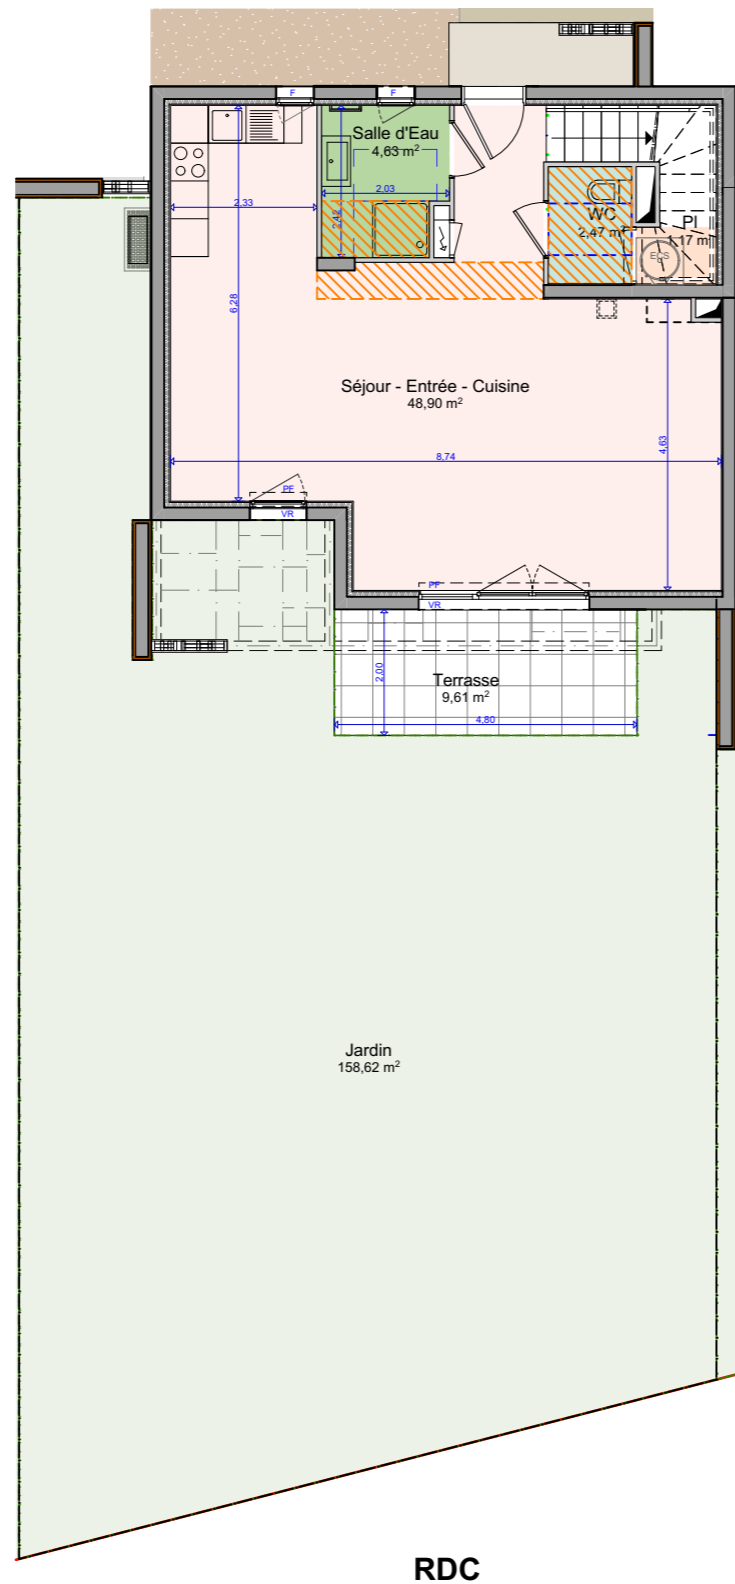 F
F
Salle d'Eau
4,63 m²
2,03
2,33
2,42
WC
2,47 m²
Pl
1,17 m
ECS
6,28
Séjour - Entrée - Cuisine
48,90 m²
4,63
8,74
PF
VR
PF
VR
Terrasse
9,61 m²
2,00
4,80
Jardin
158,62 m²
RDC